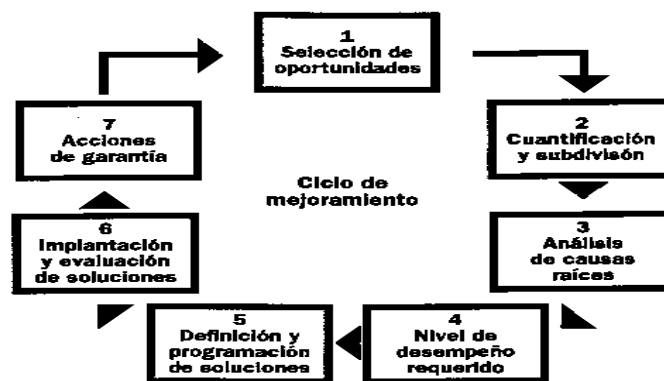 1
Selección de
oportunidades
2
Cuantificación
y subdivisón
3
Análisis
de causas
raíces
4
Nivel de
desempeño
requerido
5
Definición y
programación
de soluciones
6
Implantación
y evaluación
de soluciones
7
Acciones
de garantía
Ciclo de
mejoramiento